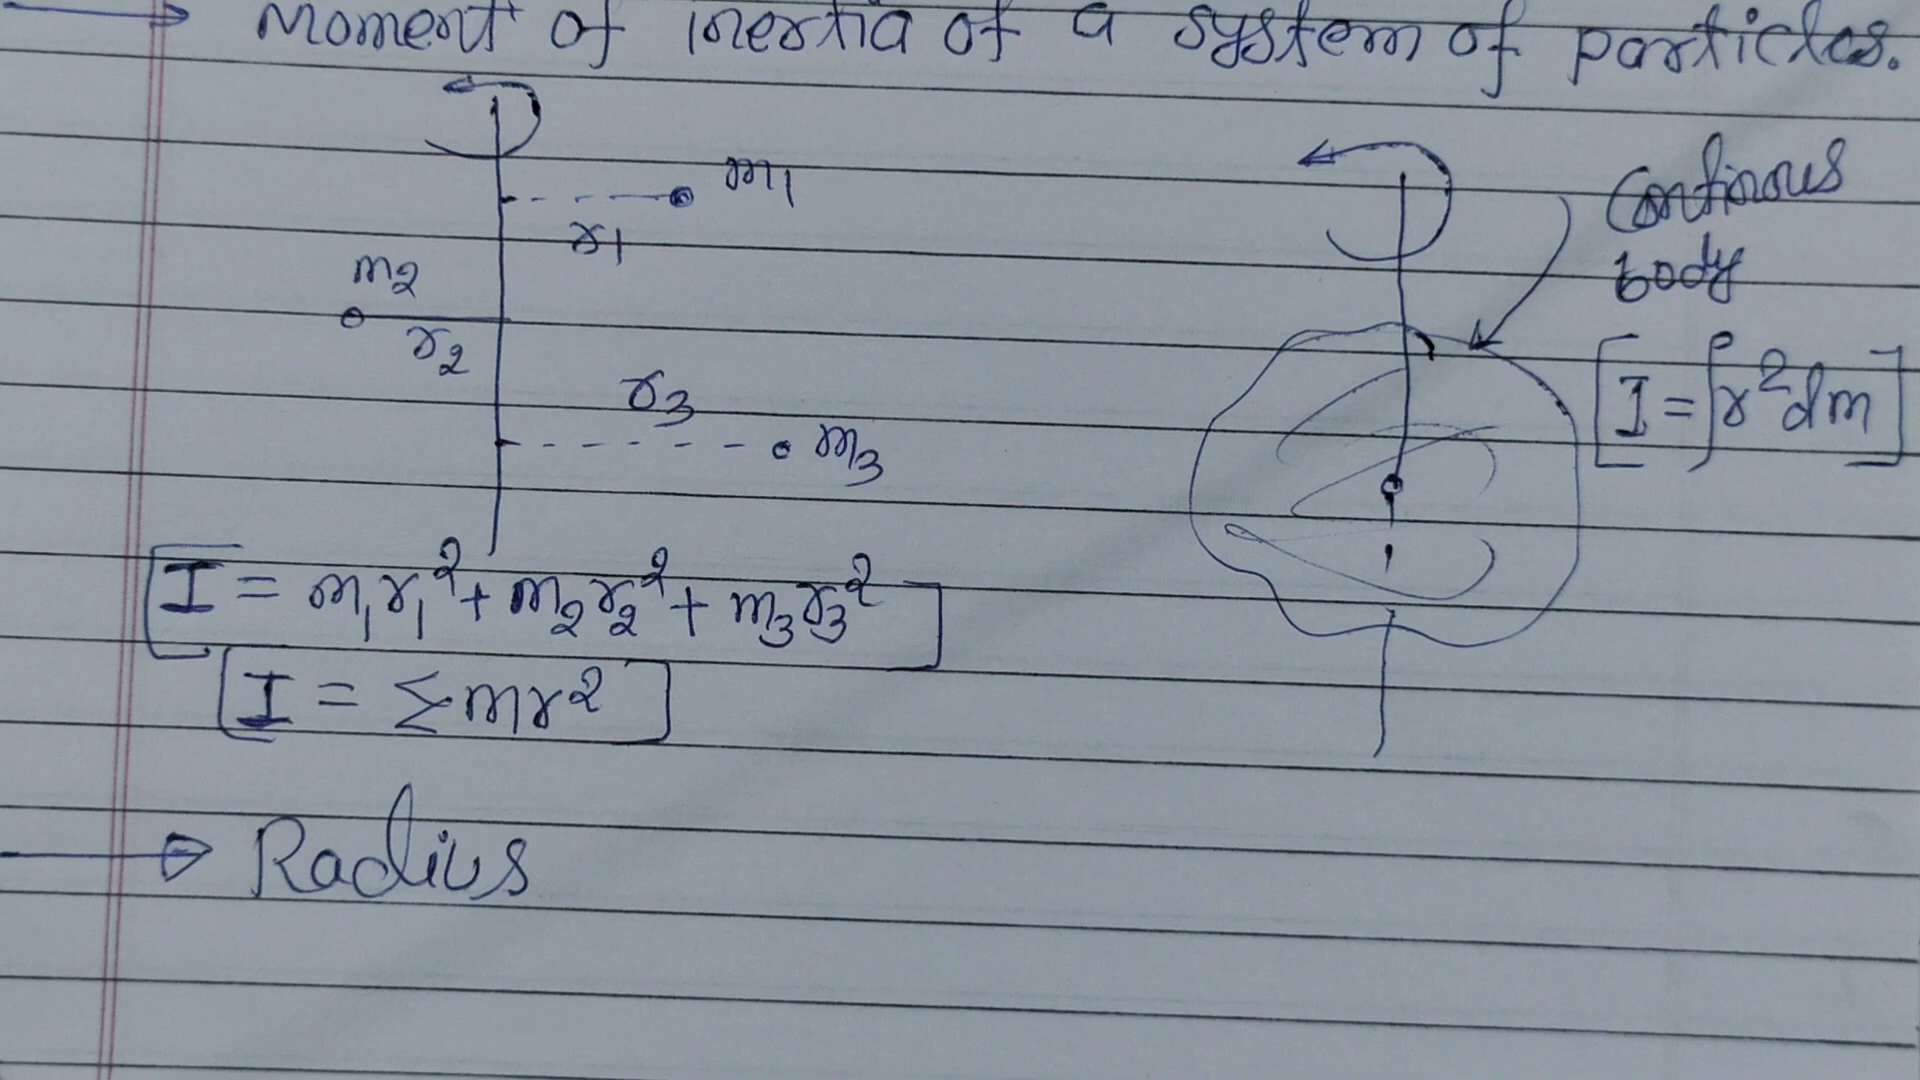 Moment of inertia of a system of particles.
m1
r1
m2
r2
r3
m3
Continous
body
[I = ∫r²dm]
[I = m₁r₁² + m₂r₂² + m₃r₃²]
[I = Σmr²]
→ Radius